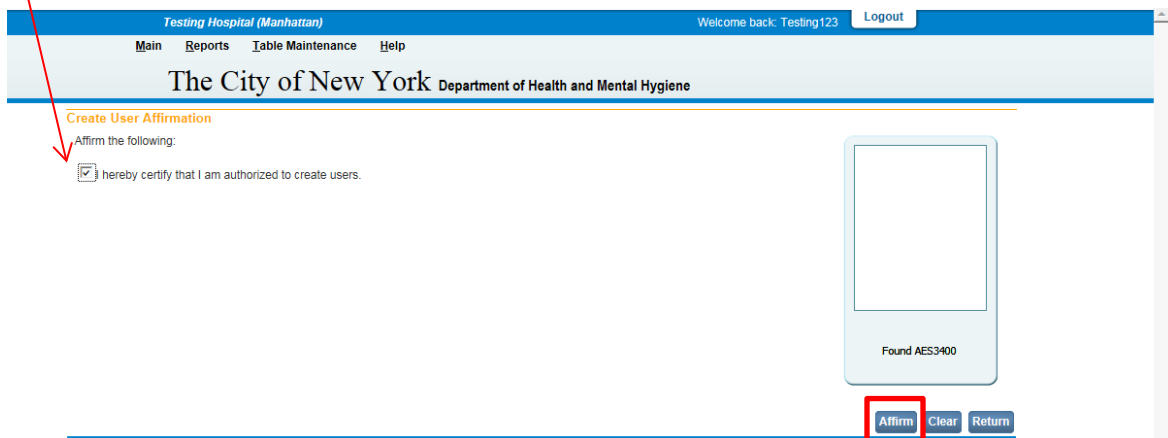 Testing Hospital (Manhattan) Welcome back: Testing123 Logout
Main Reports Table Maintenance Help
The City of New York Department of Health and Mental Hygiene
Create User Affirmation
Affirm the following:
I hereby certify that I am authorized to create users.
Found AES3400
Affirm Clear Return